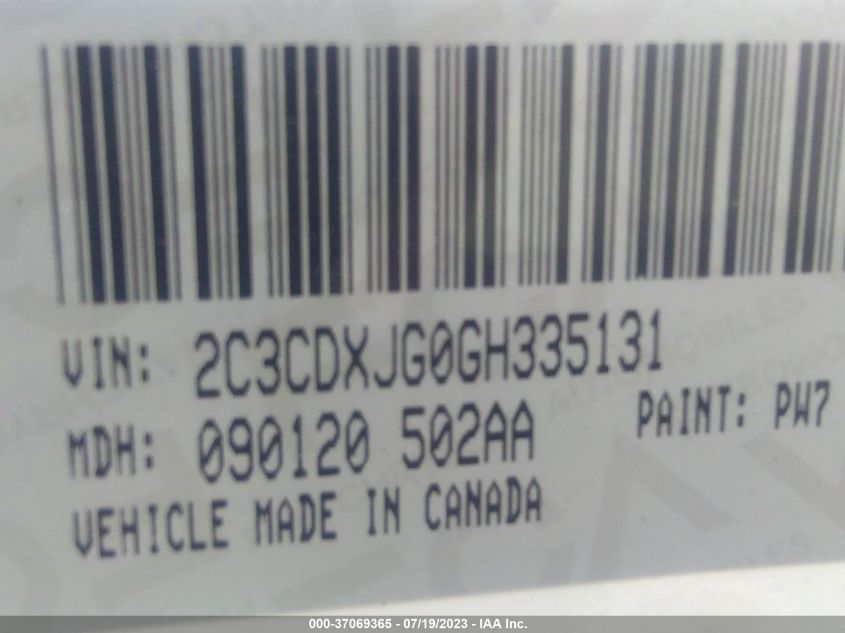 VIN: 2C3CDXJG0GH335131
MDH: 090120 502AA PAINT: PW7
VEHICLE MADE IN CANADA
000-37069365 - 07/19/2023 - IAA Inc.